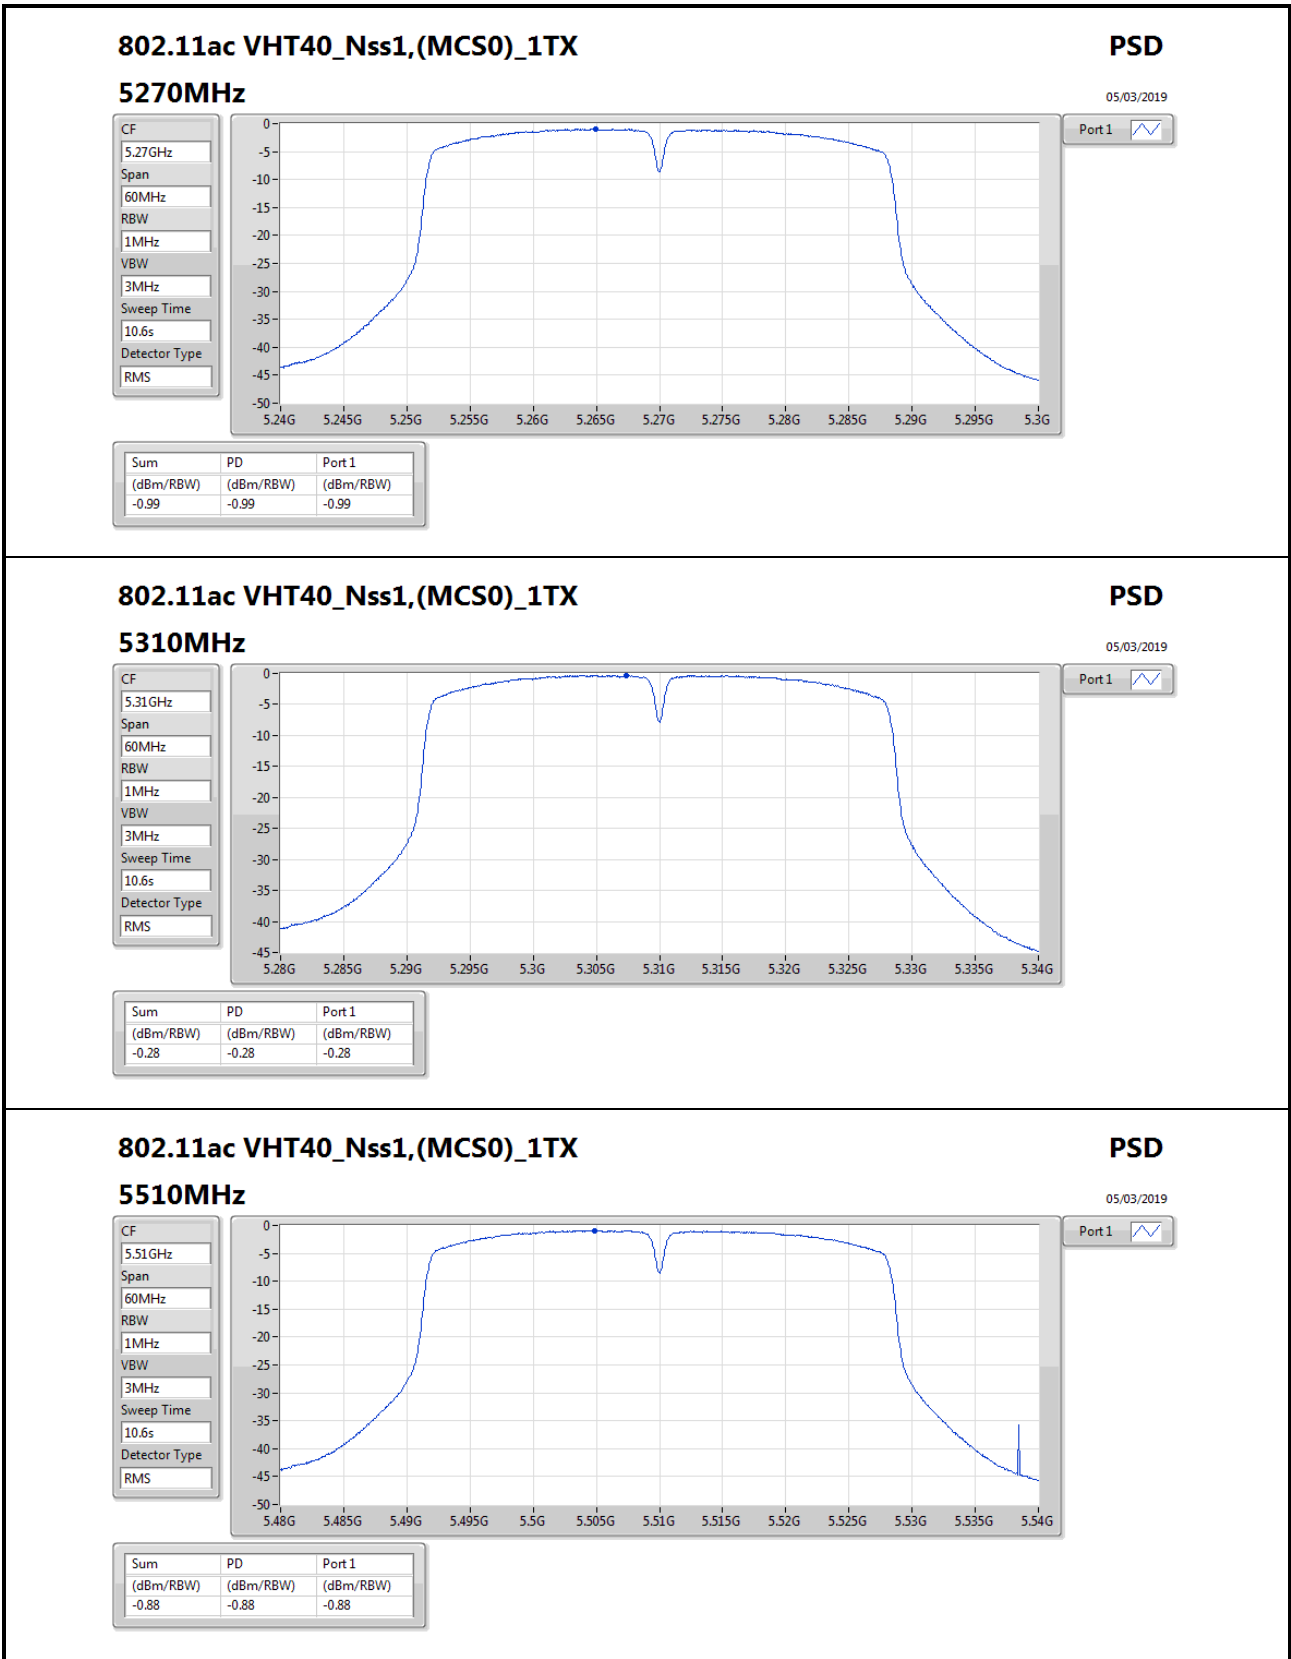 802.11ac VHT40_Nss1,(MCS0)_1TX PSD
5270MHz 05/03/2019
CF
5.27GHz
Span
60MHz
RBW
1MHz
VBW
3MHz
Sweep Time
10.6s
Detector Type
RMS
0
-5
-10
-15
-20
-25
-30
-35
-40
-45
-50
5.24G 5.245G 5.25G 5.255G 5.26G 5.265G 5.27G 5.275G 5.28G 5.285G 5.29G 5.295G 5.3G
Port 1
Sum PD Port 1
(dBm/RBW) (dBm/RBW) (dBm/RBW)
-0.99 -0.99 -0.99
802.11ac VHT40_Nss1,(MCS0)_1TX PSD
5310MHz 05/03/2019
CF
5.31GHz
Span
60MHz
RBW
1MHz
VBW
3MHz
Sweep Time
10.6s
Detector Type
RMS
0
-5
-10
-15
-20
-25
-30
-35
-40
-45
5.28G 5.285G 5.29G 5.295G 5.3G 5.305G 5.31G 5.315G 5.32G 5.325G 5.33G 5.335G 5.34G
Port 1
Sum PD Port 1
(dBm/RBW) (dBm/RBW) (dBm/RBW)
-0.28 -0.28 -0.28
802.11ac VHT40_Nss1,(MCS0)_1TX PSD
5510MHz 05/03/2019
CF
5.51GHz
Span
60MHz
RBW
1MHz
VBW
3MHz
Sweep Time
10.6s
Detector Type
RMS
0
-5
-10
-15
-20
-25
-30
-35
-40
-45
-50
5.48G 5.485G 5.49G 5.495G 5.5G 5.505G 5.51G 5.515G 5.52G 5.525G 5.53G 5.535G 5.54G
Port 1
Sum PD Port 1
(dBm/RBW) (dBm/RBW) (dBm/RBW)
-0.88 -0.88 -0.88